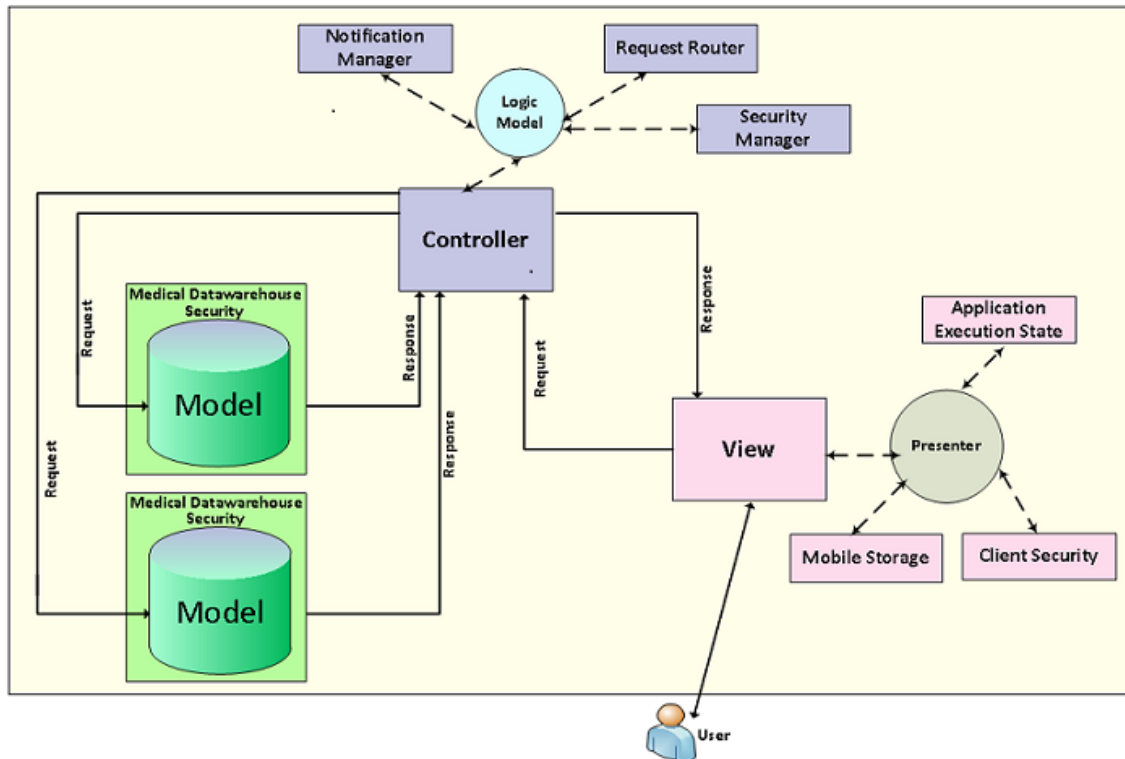 Notification
Manager
Request Router
Logic
Model
Security
Manager
Controller
Medical Datawarehouse
Security
Model
Request
Response
Request
Response
Request
Response
Medical Datawarehouse
Security
Model
View
Application
Execution State
Presenter
Mobile Storage
Client Security
User